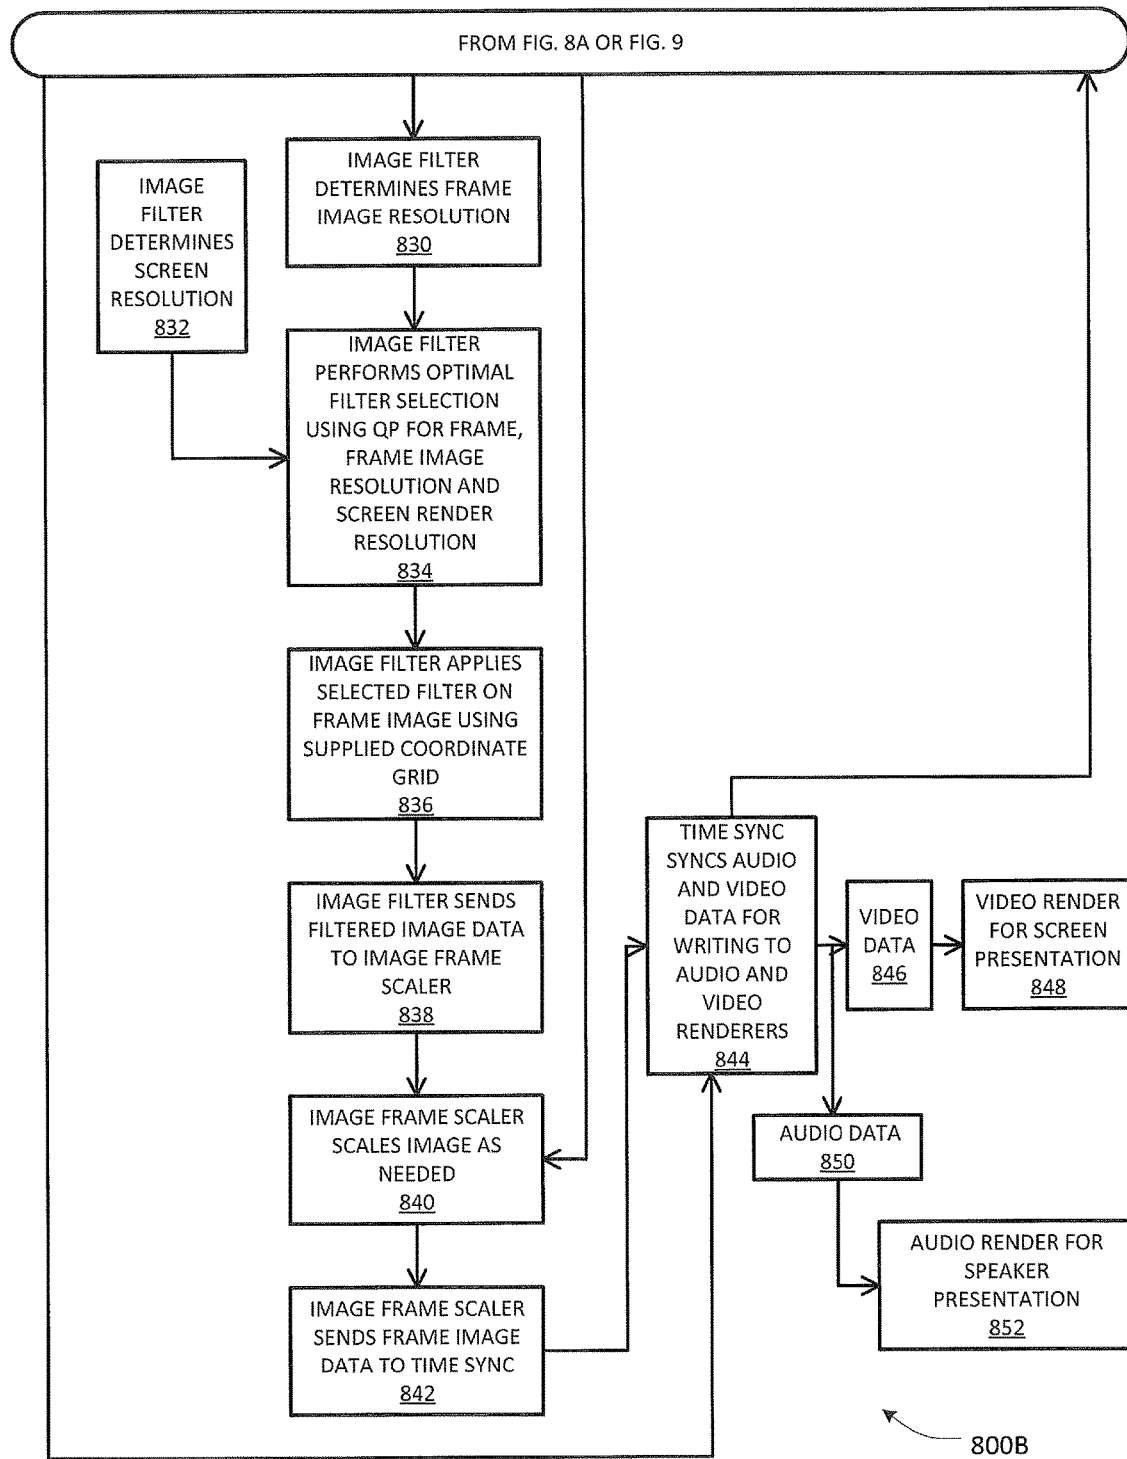 FROM FIG. 8A OR FIG. 9
IMAGE FILTER
DETERMINES FRAME
IMAGE RESOLUTION
830
IMAGE
FILTER
DETERMINES
SCREEN
RESOLUTION
832
IMAGE FILTER
PERFORMS OPTIMAL
FILTER SELECTION
USING QP FOR FRAME,
FRAME IMAGE
RESOLUTION AND
SCREEN RENDER
RESOLUTION
834
IMAGE FILTER APPLIES
SELECTED FILTER ON
FRAME IMAGE USING
SUPPLIED COORDINATE
GRID
836
IMAGE FILTER SENDS
FILTERED IMAGE DATA
TO IMAGE FRAME
SCALER
838
IMAGE FRAME SCALER
SCALES IMAGE AS
NEEDED
840
IMAGE FRAME SCALER
SENDS FRAME IMAGE
DATA TO TIME SYNC
842
TIME SYNC
SYNCS AUDIO
AND VIDEO
DATA FOR
WRITING TO
AUDIO AND
VIDEO
RENDERERS
844
VIDEO
DATA
846
VIDEO RENDER
FOR SCREEN
PRESENTATION
848
AUDIO DATA
850
AUDIO RENDER FOR
SPEAKER
PRESENTATION
852
800B